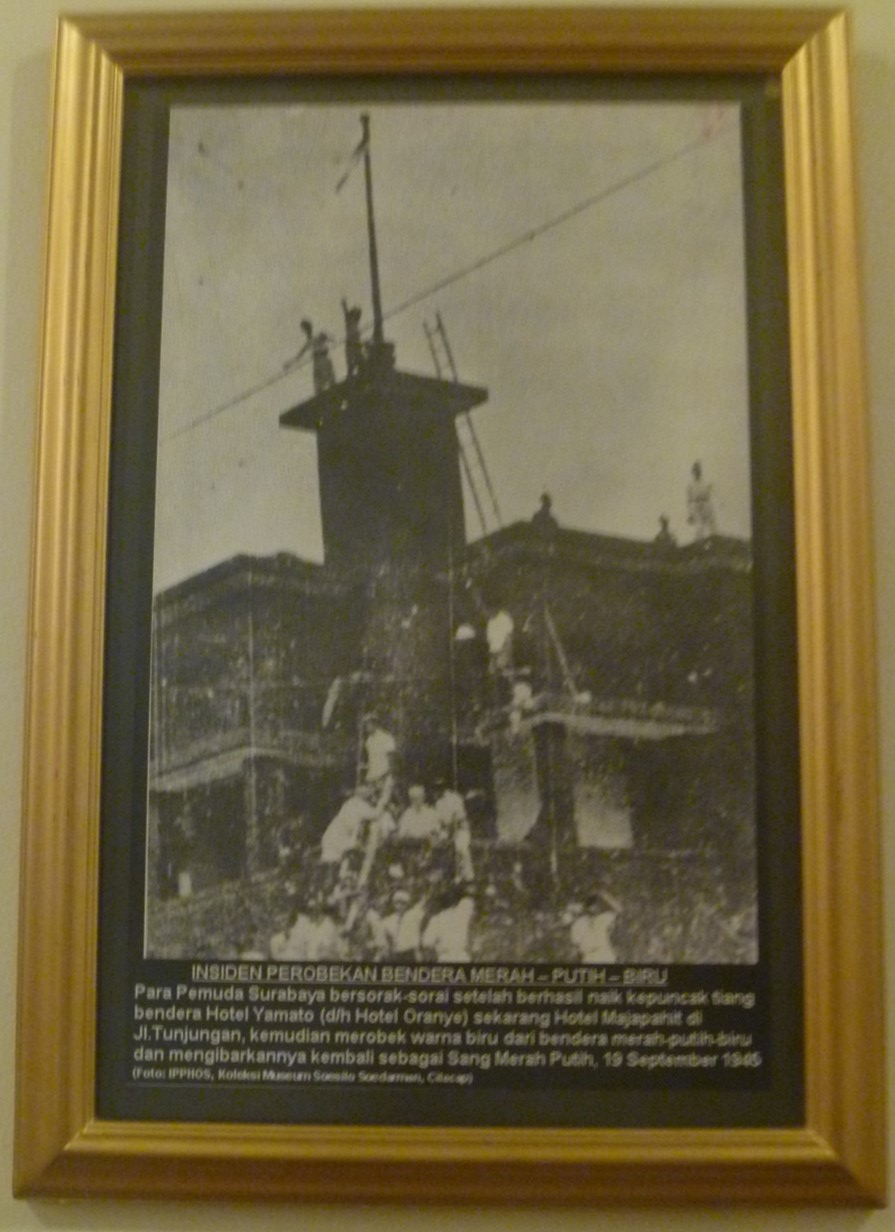 INSIDEN PEROBEKAN BENDERA MERAH – PUTIH – BIRU
Para Pemuda Surabaya bersorak-sorai setelah berhasil naik kepuncak tiang
bendera Hotel Yamato (d/h Hotel Oranye) sekarang Hotel Majapahit di
Jl.Tunjungan, kemudian merobek warna biru dari bendera merah-putih-biru
dan mengibarkannya kembali sebagai Sang Merah Putih, 19 September 1945
(Foto: IPPHOS, Koleksi Museum Soesilo Soedarman, Cilacap)